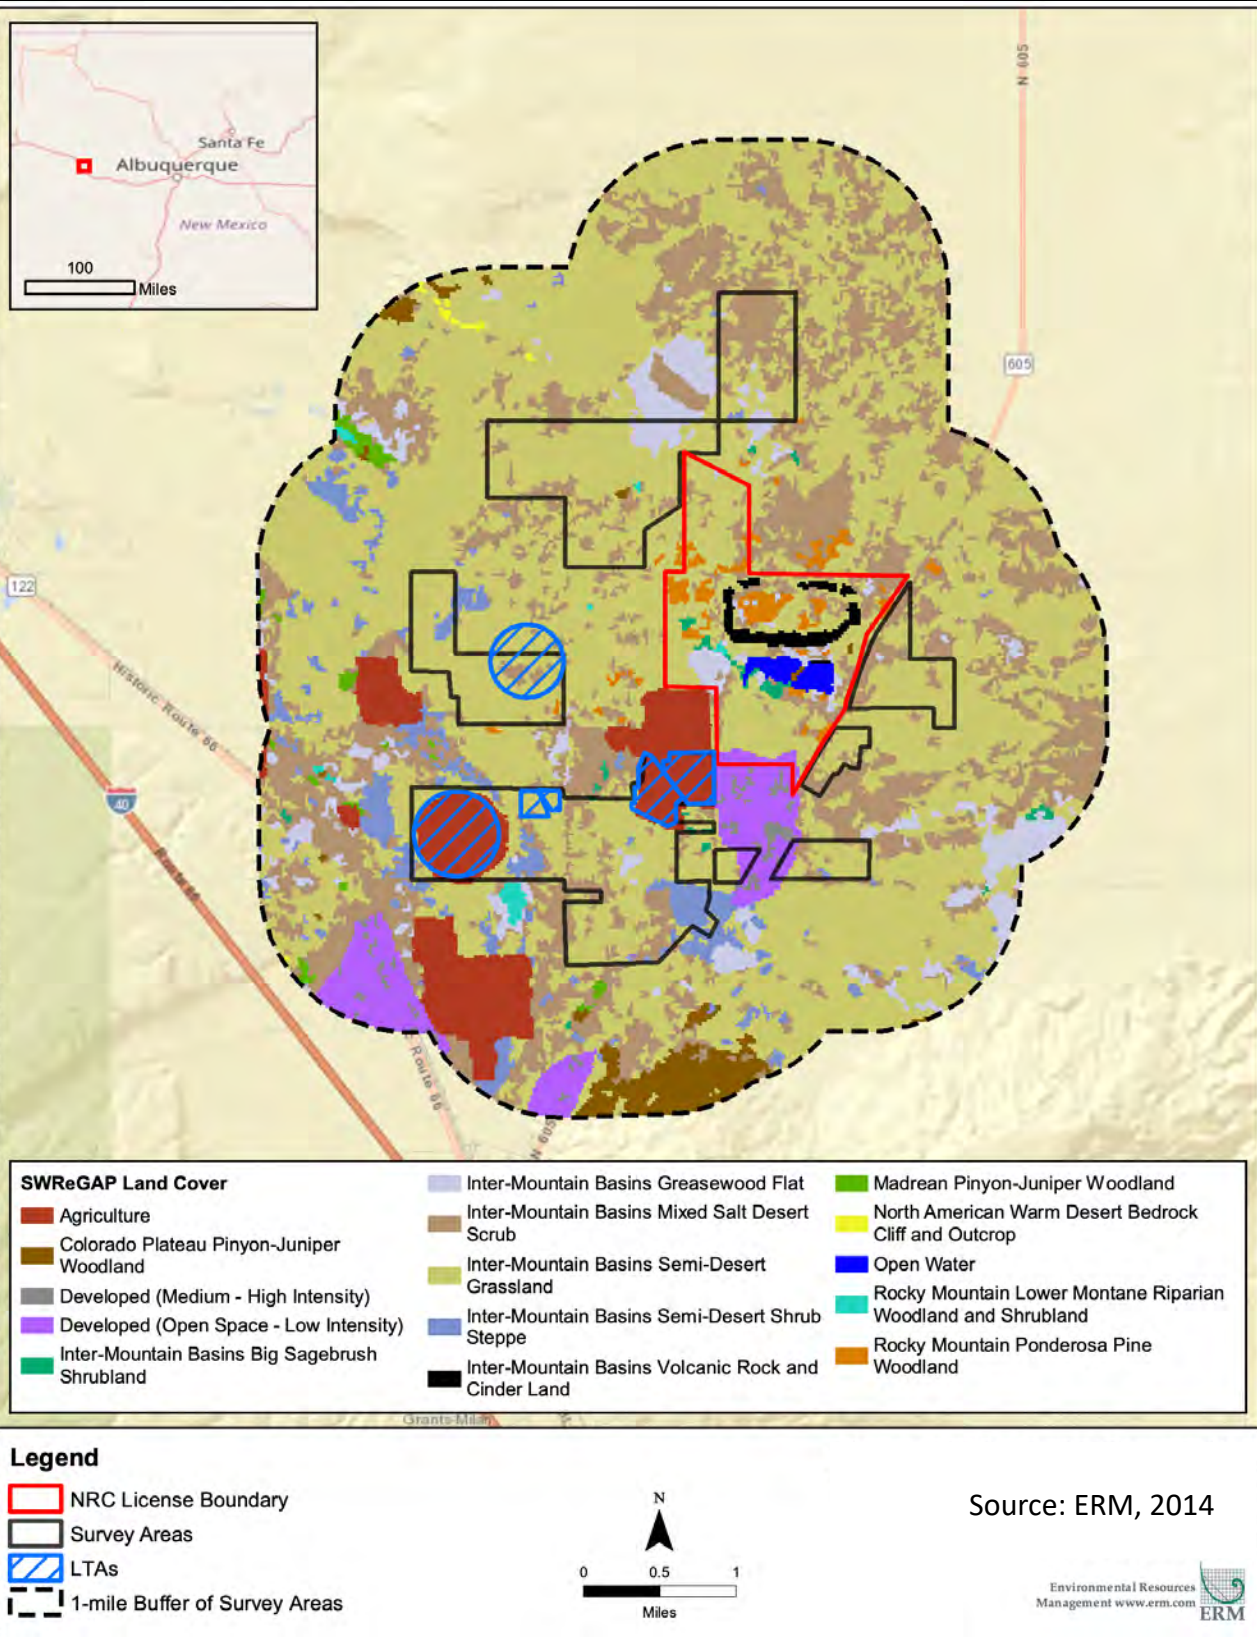 N 605
Santa Fe
Albuquerque
New Mexico
100
Miles
605
122
Historic Route 66
40
Route 66
Route 66
N 605
SWReGAP Land Cover
Agriculture
Colorado Plateau Pinyon-Juniper
Woodland
Developed (Medium - High Intensity)
Developed (Open Space - Low Intensity)
Inter-Mountain Basins Big Sagebrush
Shrubland
Inter-Mountain Basins Greasewood Flat
Inter-Mountain Basins Mixed Salt Desert
Scrub
Inter-Mountain Basins Semi-Desert
Grassland
Inter-Mountain Basins Semi-Desert Shrub
Steppe
Inter-Mountain Basins Volcanic Rock and
Cinder Land
Madrean Pinyon-Juniper Woodland
North American Warm Desert Bedrock
Cliff and Outcrop
Open Water
Rocky Mountain Lower Montane Riparian
Woodland and Shrubland
Rocky Mountain Ponderosa Pine
Woodland
Grants-Milan
Legend
NRC License Boundary
Survey Areas
LTAs
1-mile Buffer of Survey Areas
N
0 0.5 1
Miles
Source: ERM, 2014
Environmental Resources
Management www.erm.com
ERM